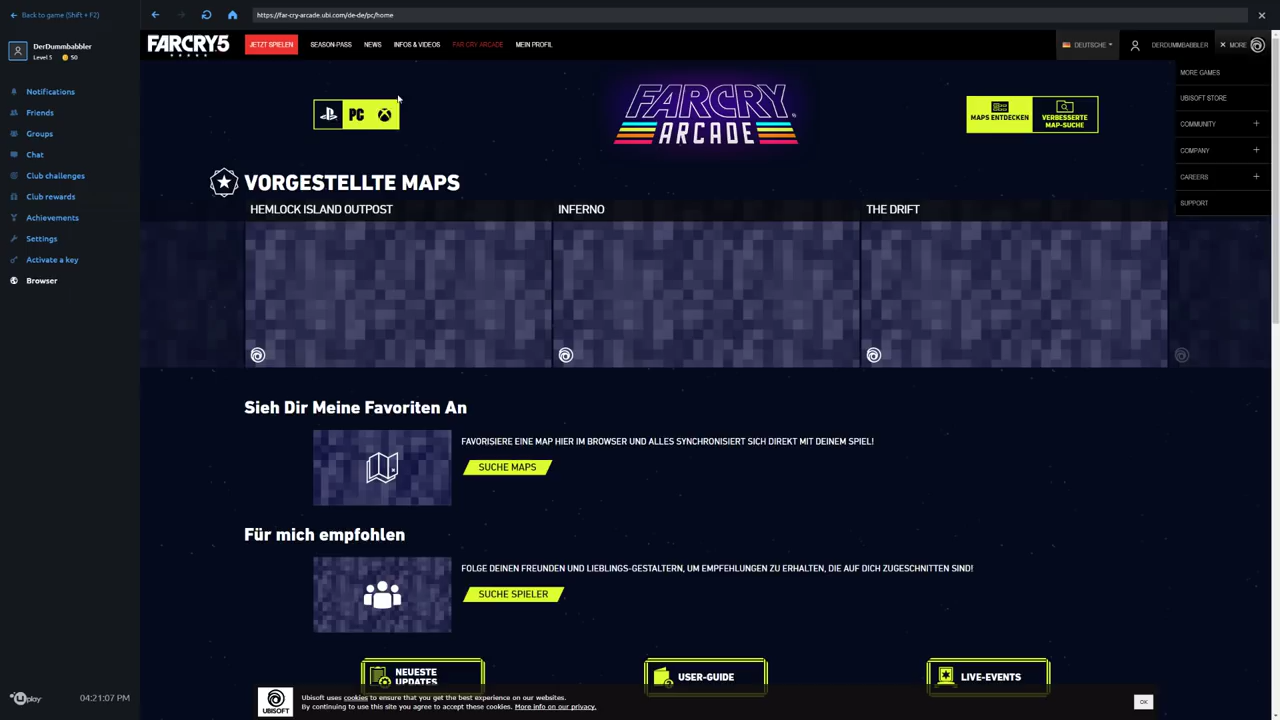 Back to game (Shift + F2)
https://far-cry-arcade.ubi.com/de-de/pc/home
DerDummbabbler
Level 5 50
Notifications
Friends
Groups
Chat
Club challenges
Club rewards
Achievements
Settings
Activate a key
Browser
FARCRY5
JETZT SPIELEN
SEASON-PASS
NEWS
INFOS & VIDEOS
FAR CRY ARCADE
MEIN PROFIL
DEUTSCHE
DERDUMMBABBLER
MORE
MORE GAMES
UBISOFT STORE
COMMUNITY +
COMPANY +
CAREERS +
SUPPORT
PC
FARCRY
ARCADE
MAPS ENTDECKEN
VERBESSERTE
MAP-SUCHE
VORGESTELLTE MAPS
HEMLOCK ISLAND OUTPOST
INFERNO
THE DRIFT
Sieh Dir Meine Favoriten An
FAVORISIERE EINE MAP HIER IM BROWSER UND ALLES SYNCHRONISIERT SICH DIREKT MIT DEINEM SPIEL!
SUCHE MAPS
Für mich empfohlen
FOLGE DEINEN FREUNDEN UND LIEBLINGS-GESTALTERN, UM EMPFEHLUNGEN ZU ERHALTEN, DIE AUF DICH ZUGESCHNITTEN SIND!
SUCHE SPIELER
NEUESTE
UPDATES
USER-GUIDE
LIVE-EVENTS
UBISOFT
Ubisoft uses cookies to ensure that you get the best experience on our websites.
By continuing to use this site you agree to accept these cookies. More info on our privacy.
OK
uplay
04:21:07 PM